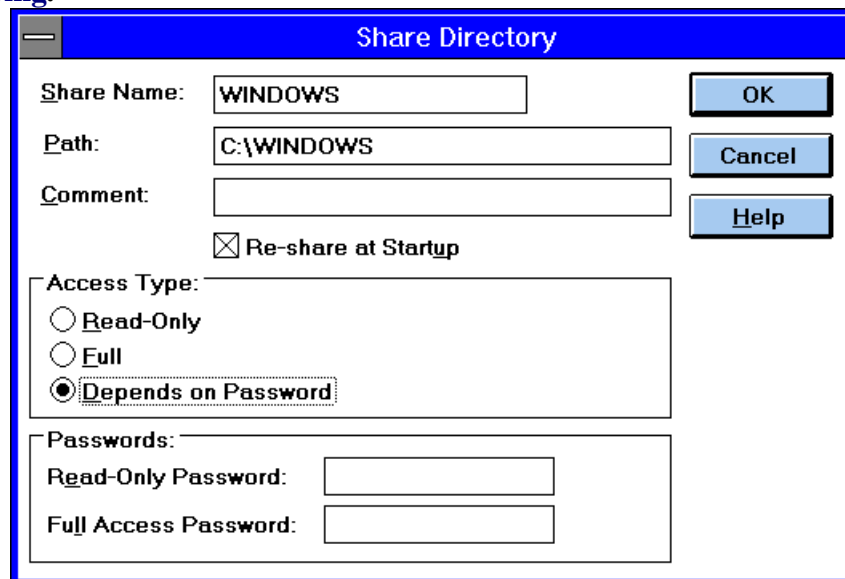 ing.
Share Directory
Share Name: WINDOWS OK
Path: C:\WINDOWS Cancel
Comment: Help
Re-share at Startup
Access Type:
Read-Only
Full
Depends on Password
Passwords:
Read-Only Password:
Full Access Password: